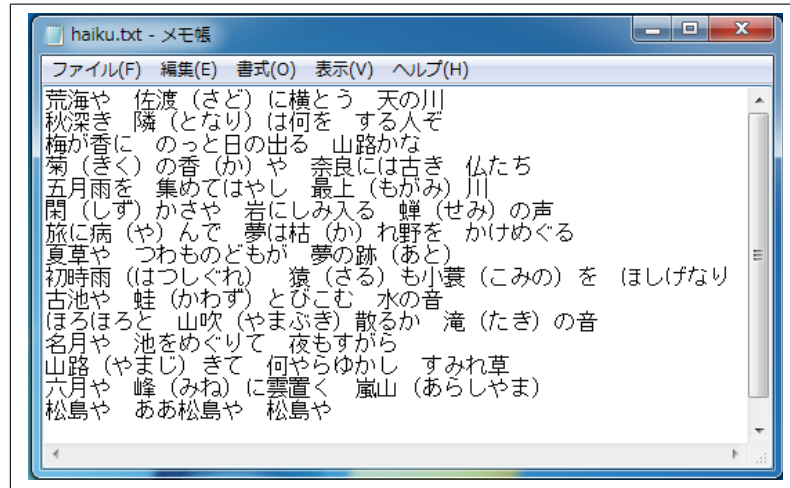 haiku.txt - メモ帳
ファイル(F) 編集(E) 書式(O) 表示(V) ヘルプ(H)
荒海や　佐渡（さど）に横とう　天の川
秋深き　隣（となり）は何を　する人ぞ
梅が香に　のっと日の出る　山路かな
菊（きく）の香（か）や　奈良には古き　仏たち
五月雨を　集めてはやし　最上（もがみ）川
閑（しず）かさや　岩にしみ入る　蝉（せみ）の声
旅に病（や）んで　夢は枯（か）れ野を　かけめぐる
夏草や　つわものどもが　夢の跡（あと）
初時雨（はつしぐれ）　猿（さる）も小蓑（こみの）を　ほしげなり
古池や　蛙（かわず）とびこむ　水の音
ほろほろと　山吹（やまぶき）散るか　滝（たき）の音
名月や　池をめぐりて　夜もすがら
山路（やまじ）きて　何やらゆかし　すみれ草
六月や　峰（みね）に雲置く　嵐山（あらしやま）
松島や　ああ松島や　松島や